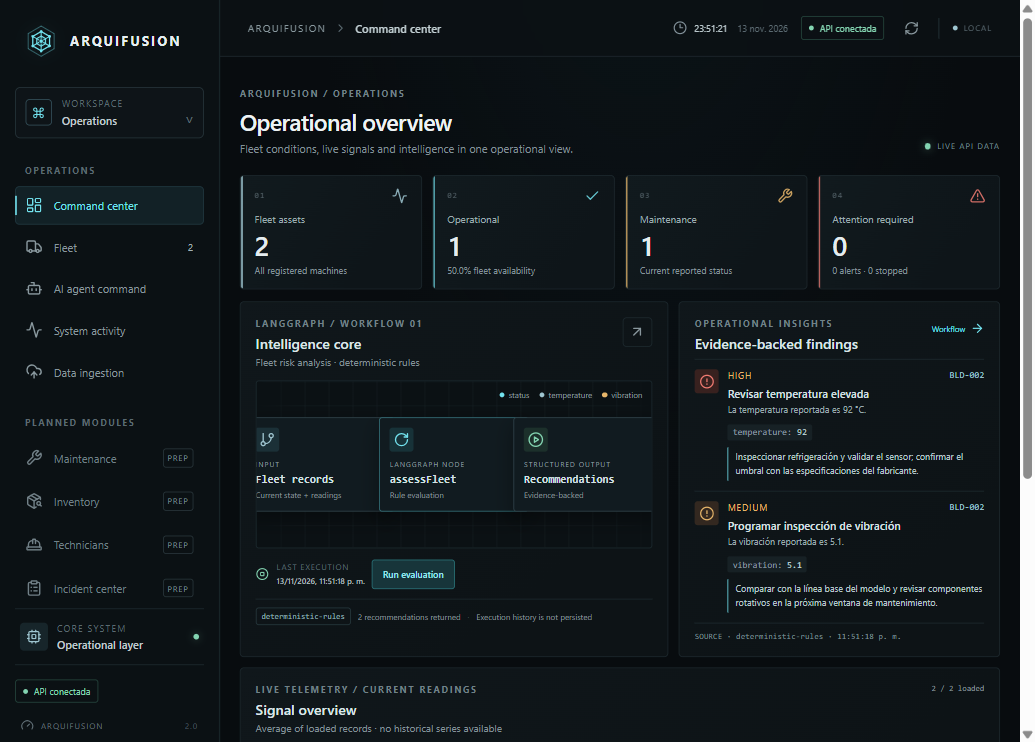 ARQUIFUSION
WORKSPACE
Operations
OPERATIONS
Command center
Fleet 2
AI agent command
System activity
Data ingestion
PLANNED MODULES
Maintenance PREP
Inventory PREP
Technicians PREP
Incident center PREP
CORE SYSTEM
Operational layer
API conectada
ARQUIFUSION 2.0
ARQUIFUSION > Command center
23:51:21 13 nov. 2026 API conectada LOCAL
ARQUIFUSION / OPERATIONS
Operational overview
Fleet conditions, live signals and intelligence in one operational view.
LIVE API DATA
01
Fleet assets
2
All registered machines
02
Operational
1
50.0% fleet availability
03
Maintenance
1
Current reported status
04
Attention required
0
0 alerts · 0 stopped
LANGGRAPH / WORKFLOW 01
Intelligence core
Fleet risk analysis · deterministic rules
status temperature vibration
INPUT
Fleet records
Current state + readings
LANGGRAPH NODE
assessFleet
Rule evaluation
STRUCTURED OUTPUT
Recommendations
Evidence-backed
LAST EXECUTION
13/11/2026, 11:51:18 p. m.
Run evaluation
deterministic-rules 2 recommendations returned · Execution history is not persisted
OPERATIONAL INSIGHTS
Evidence-backed findings
Workflow →
HIGH BLD-002
Revisar temperatura elevada
La temperatura reportada es 92 °C.
temperature: 92
Inspeccionar refrigeración y validar el sensor; confirmar el
umbral con las especificaciones del fabricante.
MEDIUM BLD-002
Programar inspección de vibración
La vibración reportada es 5.1.
vibration: 5.1
Comparar con la línea base del modelo y revisar componentes
rotativos en la próxima ventana de mantenimiento.
SOURCE · deterministic-rules · 11:51:18 p. m.
LIVE TELEMETRY / CURRENT READINGS
2 / 2 loaded
Signal overview
Average of loaded records · no historical series available